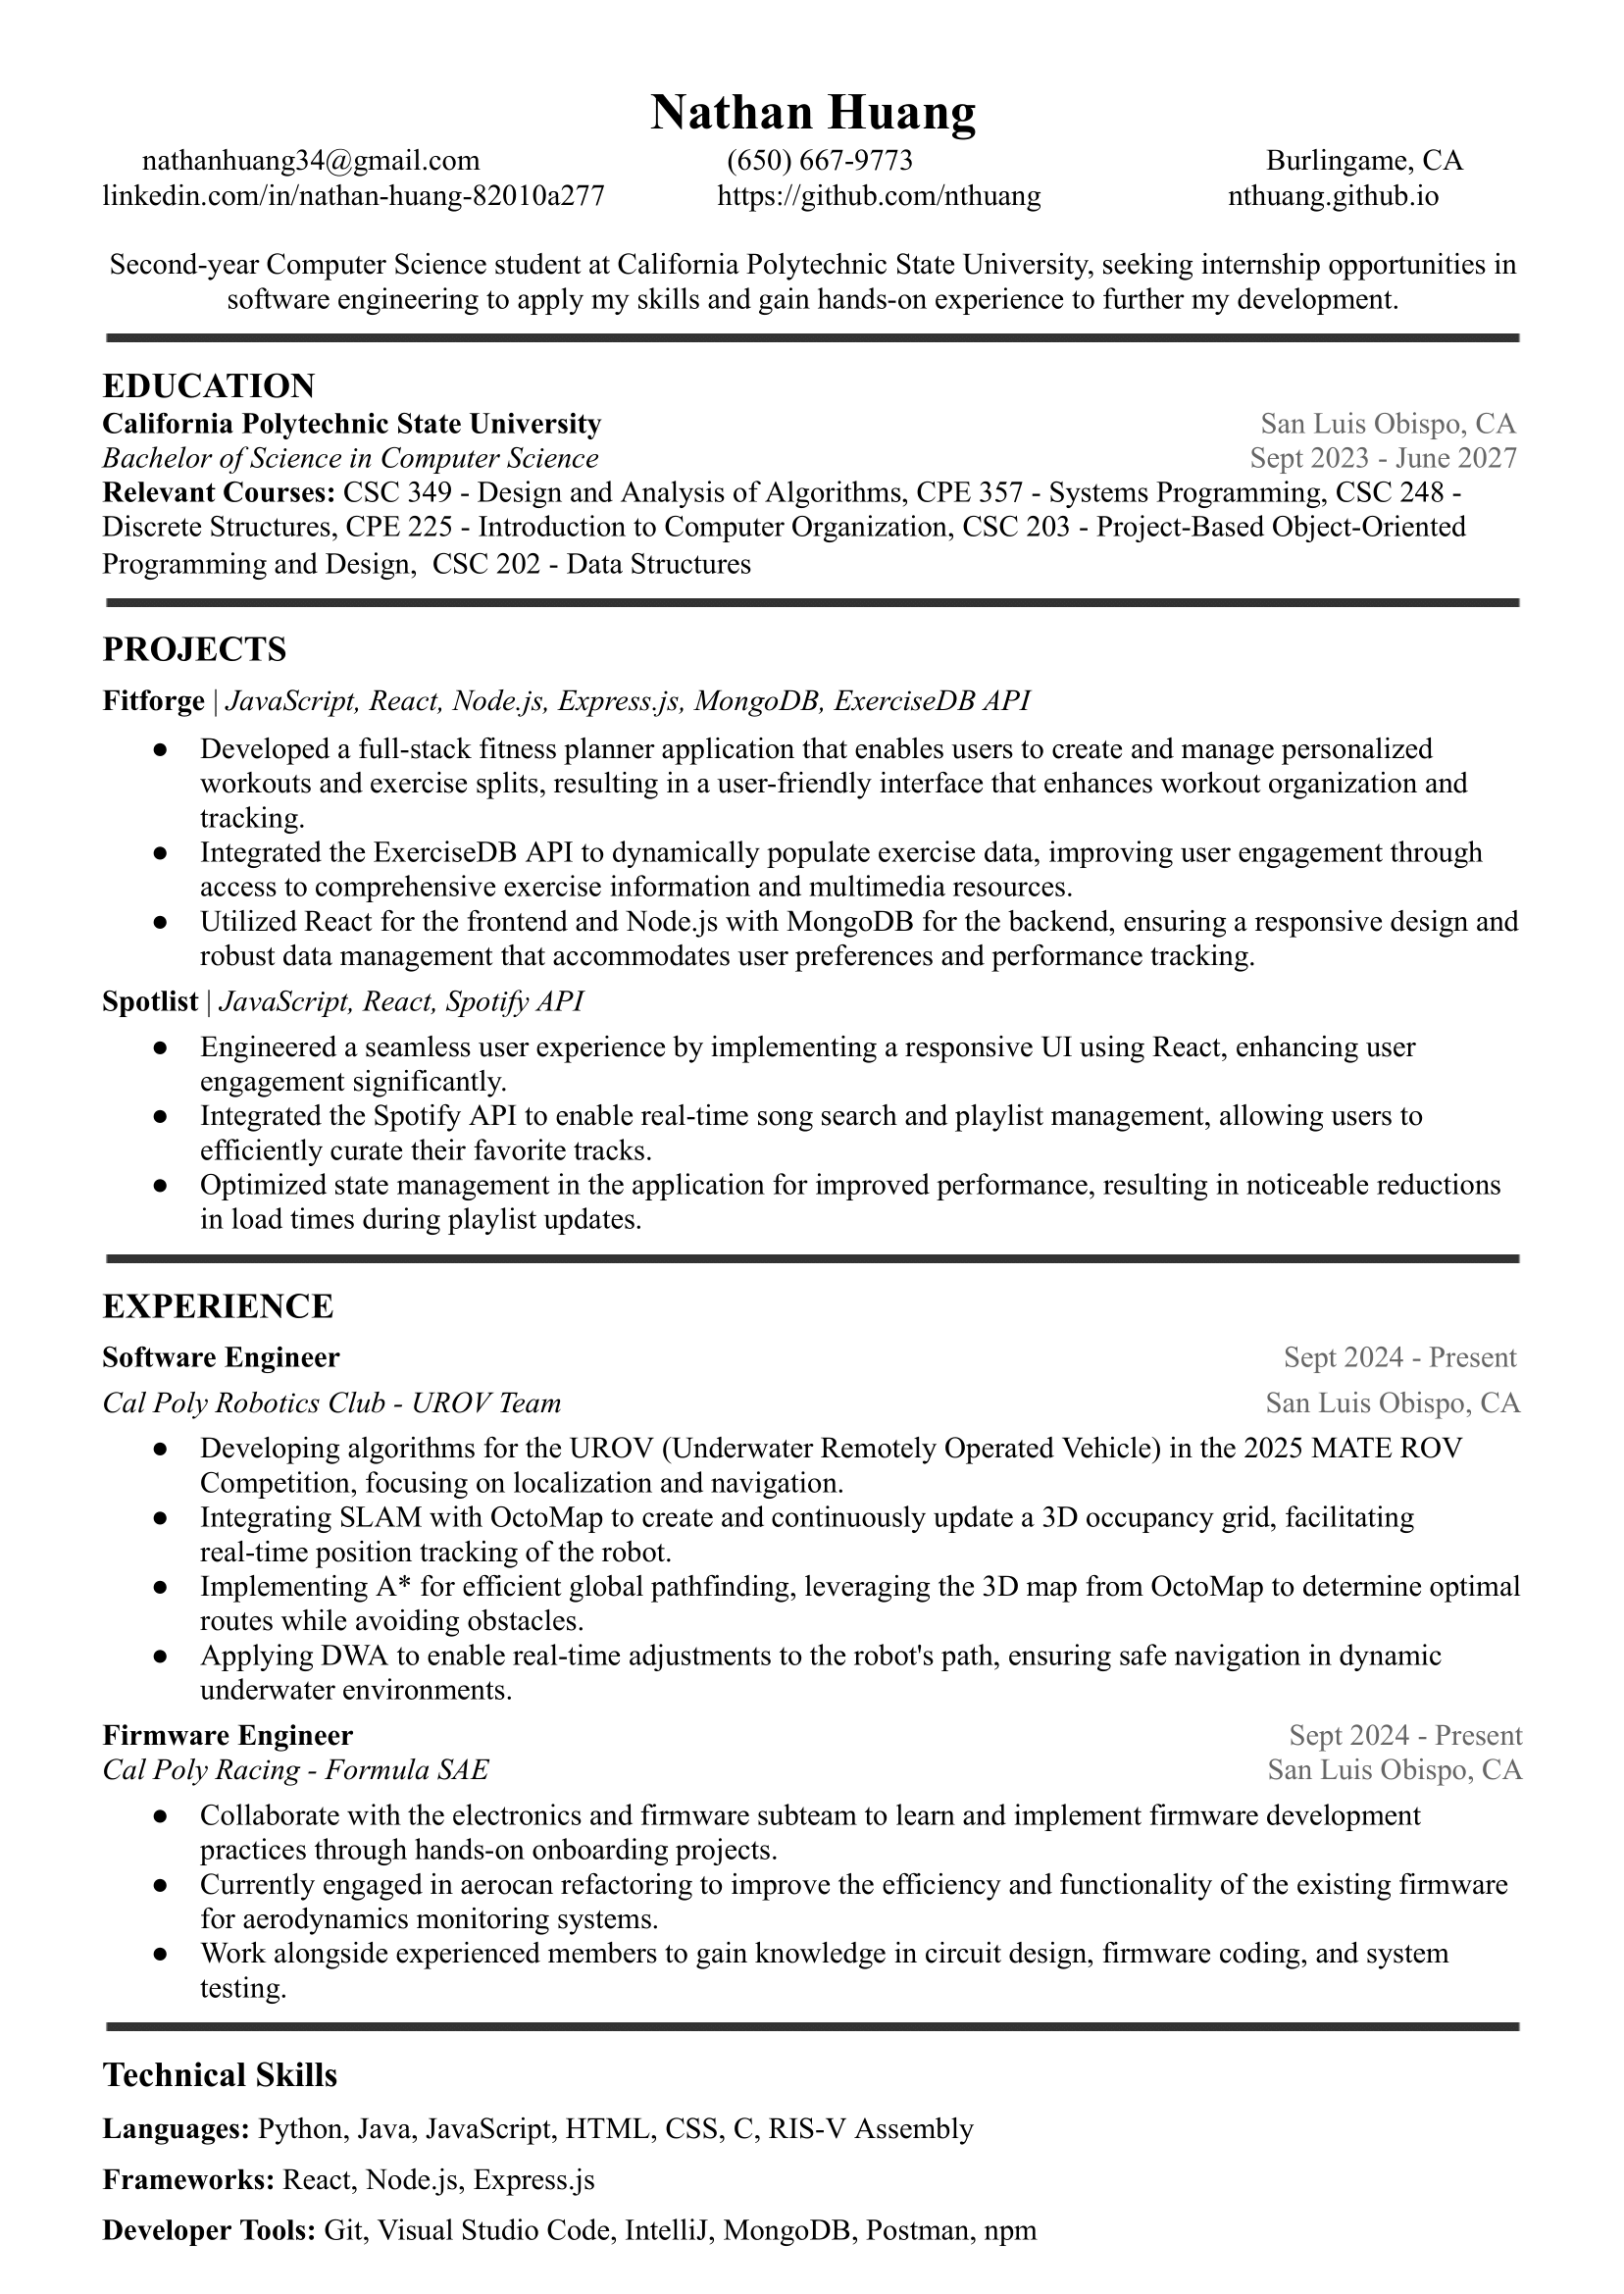 Nathan Huang
nathanhuang34@gmail.com (650) 667-9773 Burlingame, CA
linkedin.com/in/nathan-huang-82010a277 https://github.com/nthuang nthuang.github.io
Second-year Computer Science student at California Polytechnic State University, seeking internship opportunities in
software engineering to apply my skills and gain hands-on experience to further my development.
EDUCATION
California Polytechnic State University San Luis Obispo, CA
Bachelor of Science in Computer Science Sept 2023 - June 2027
Relevant Courses: CSC 349 - Design and Analysis of Algorithms, CPE 357 - Systems Programming, CSC 248 -
Discrete Structures, CPE 225 - Introduction to Computer Organization, CSC 203 - Project-Based Object-Oriented
Programming and Design, CSC 202 - Data Structures
PROJECTS
Fitforge | JavaScript, React, Node.js, Express.js, MongoDB, ExerciseDB API
● Developed a full-stack fitness planner application that enables users to create and manage personalized
workouts and exercise splits, resulting in a user-friendly interface that enhances workout organization and
tracking.
● Integrated the ExerciseDB API to dynamically populate exercise data, improving user engagement through
access to comprehensive exercise information and multimedia resources.
● Utilized React for the frontend and Node.js with MongoDB for the backend, ensuring a responsive design and
robust data management that accommodates user preferences and performance tracking.
Spotlist | JavaScript, React, Spotify API
● Engineered a seamless user experience by implementing a responsive UI using React, enhancing user
engagement significantly.
● Integrated the Spotify API to enable real-time song search and playlist management, allowing users to
efficiently curate their favorite tracks.
● Optimized state management in the application for improved performance, resulting in noticeable reductions
in load times during playlist updates.
EXPERIENCE
Software Engineer Sept 2024 - Present
Cal Poly Robotics Club - UROV Team San Luis Obispo, CA
● Developing algorithms for the UROV (Underwater Remotely Operated Vehicle) in the 2025 MATE ROV
Competition, focusing on localization and navigation.
● Integrating SLAM with OctoMap to create and continuously update a 3D occupancy grid, facilitating
real-time position tracking of the robot.
● Implementing A* for efficient global pathfinding, leveraging the 3D map from OctoMap to determine optimal
routes while avoiding obstacles.
● Applying DWA to enable real-time adjustments to the robot's path, ensuring safe navigation in dynamic
underwater environments.
Firmware Engineer Sept 2024 - Present
Cal Poly Racing - Formula SAE San Luis Obispo, CA
● Collaborate with the electronics and firmware subteam to learn and implement firmware development
practices through hands-on onboarding projects.
● Currently engaged in aerocan refactoring to improve the efficiency and functionality of the existing firmware
for aerodynamics monitoring systems.
● Work alongside experienced members to gain knowledge in circuit design, firmware coding, and system
testing.
Technical Skills
Languages: Python, Java, JavaScript, HTML, CSS, C, RIS-V Assembly
Frameworks: React, Node.js, Express.js
Developer Tools: Git, Visual Studio Code, IntelliJ, MongoDB, Postman, npm